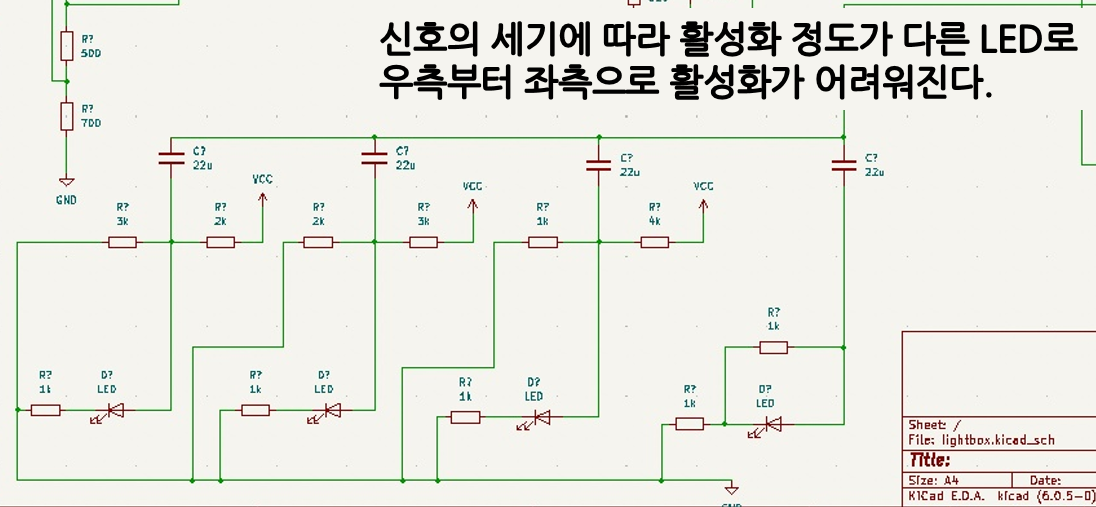 신호의 세기에 따라 활성화 정도가 다른 LED로
우측부터 좌측으로 활성화가 어려워진다.
R?
500
R?
700
GND
C?
22u
C?
22u
C?
22u
C?
22u
VCC
VCC
VCC
R?
3k
R?
2k
R?
2k
R?
3k
R?
1k
R?
4k
R?
1k
R?
1k
D?
LED
R?
1k
D?
LED
R?
1k
D?
LED
R?
1k
D?
LED
Sheet: /
File: lightbox.kicad_sch
Title:
Size: A4
Date:
KiCad E.D.A. kicad (6.0.5-0)